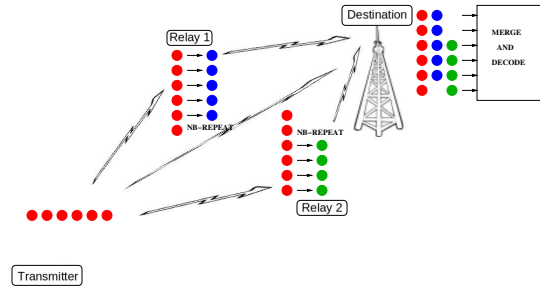 Destination
Relay 1
MERGE
AND
DECODE
NB-REPEAT
NB-REPEAT
Relay 2
Transmitter